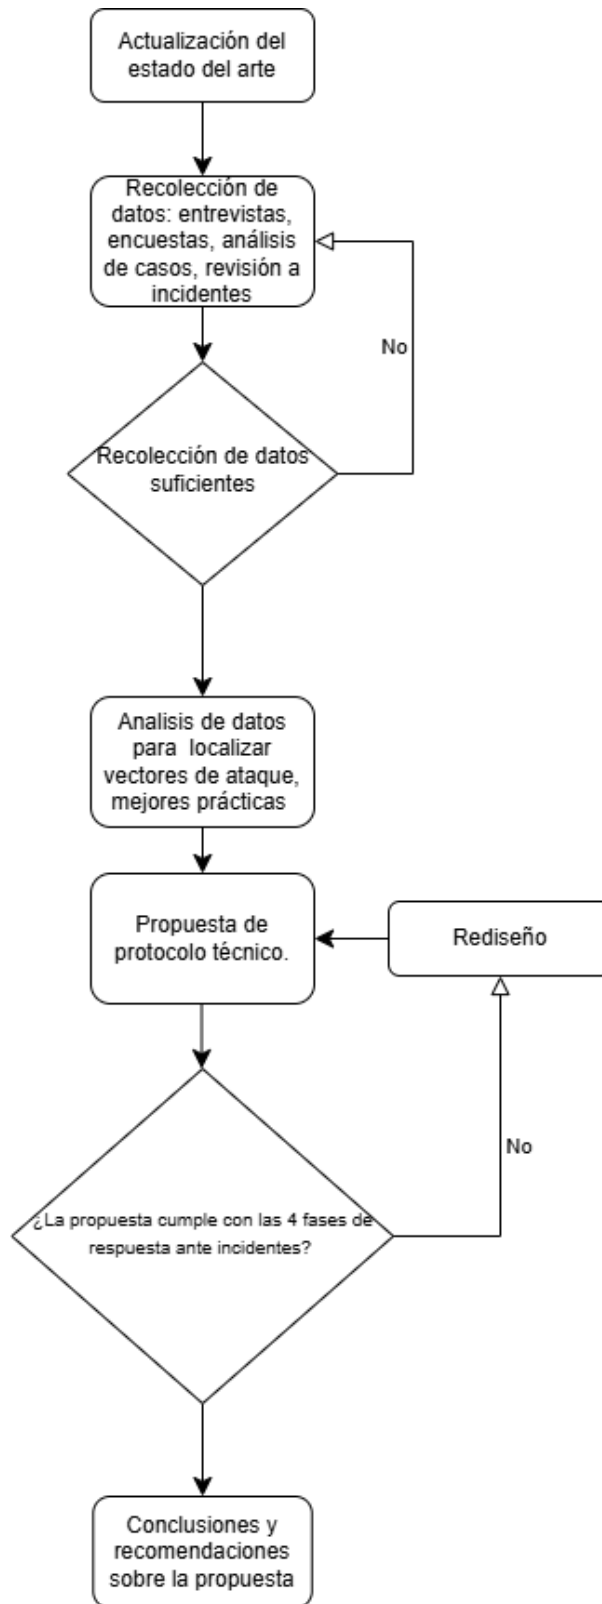 Actualización del
estado del arte
Recolección de
datos: entrevistas,
encuestas, análisis
de casos, revisión a
incidentes
No
Recolección de datos
suficientes
Analisis de datos
para localizar
vectores de ataque,
mejores prácticas
Propuesta de
protocolo técnico.
Rediseño
No
¿La propuesta cumple con las 4 fases de
respuesta ante incidentes?
Conclusiones y
recomendaciones
sobre la propuesta